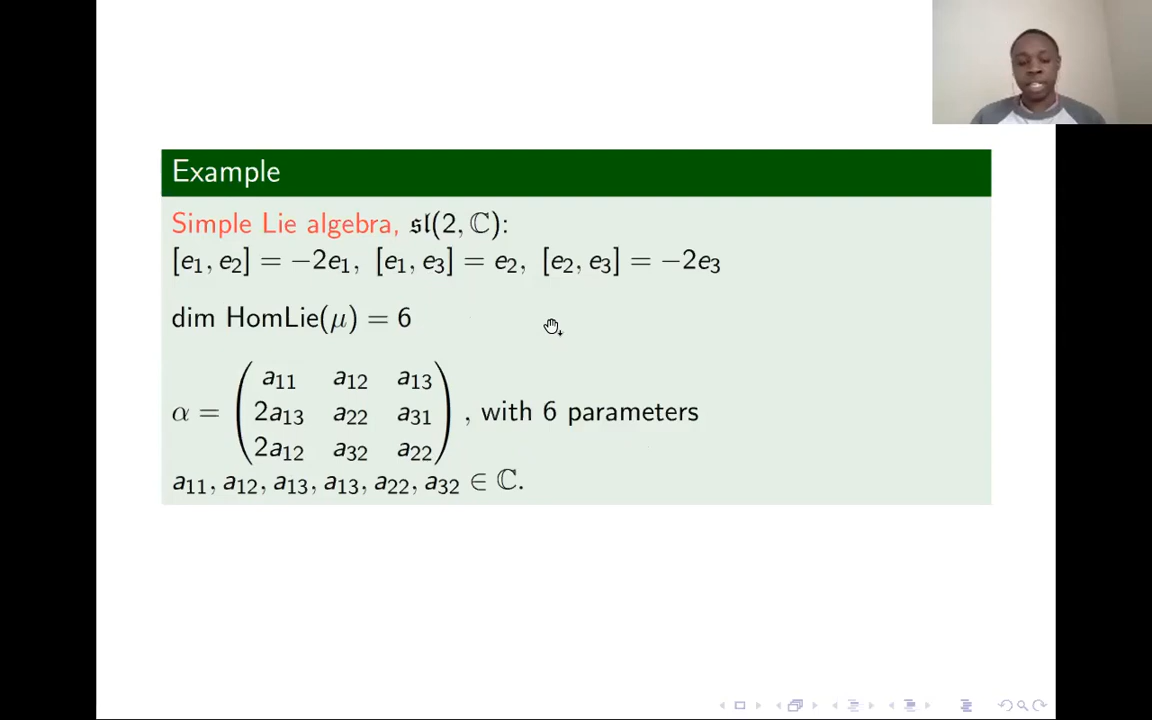 Example
Simple Lie algebra, 𝔰𝔩(2, ℂ):
[e₁, e₂] = −2e₁, [e₁, e₃] = e₂, [e₂, e₃] = −2e₃
dim HomLie(μ) = 6
α = ( a₁₁ a₁₂ a₁₃
2a₁₃ a₂₂ a₃₁
2a₁₂ a₃₂ a₂₂ ) , with 6 parameters
a₁₁, a₁₂, a₁₃, a₁₃, a₂₂, a₃₂ ∈ ℂ.